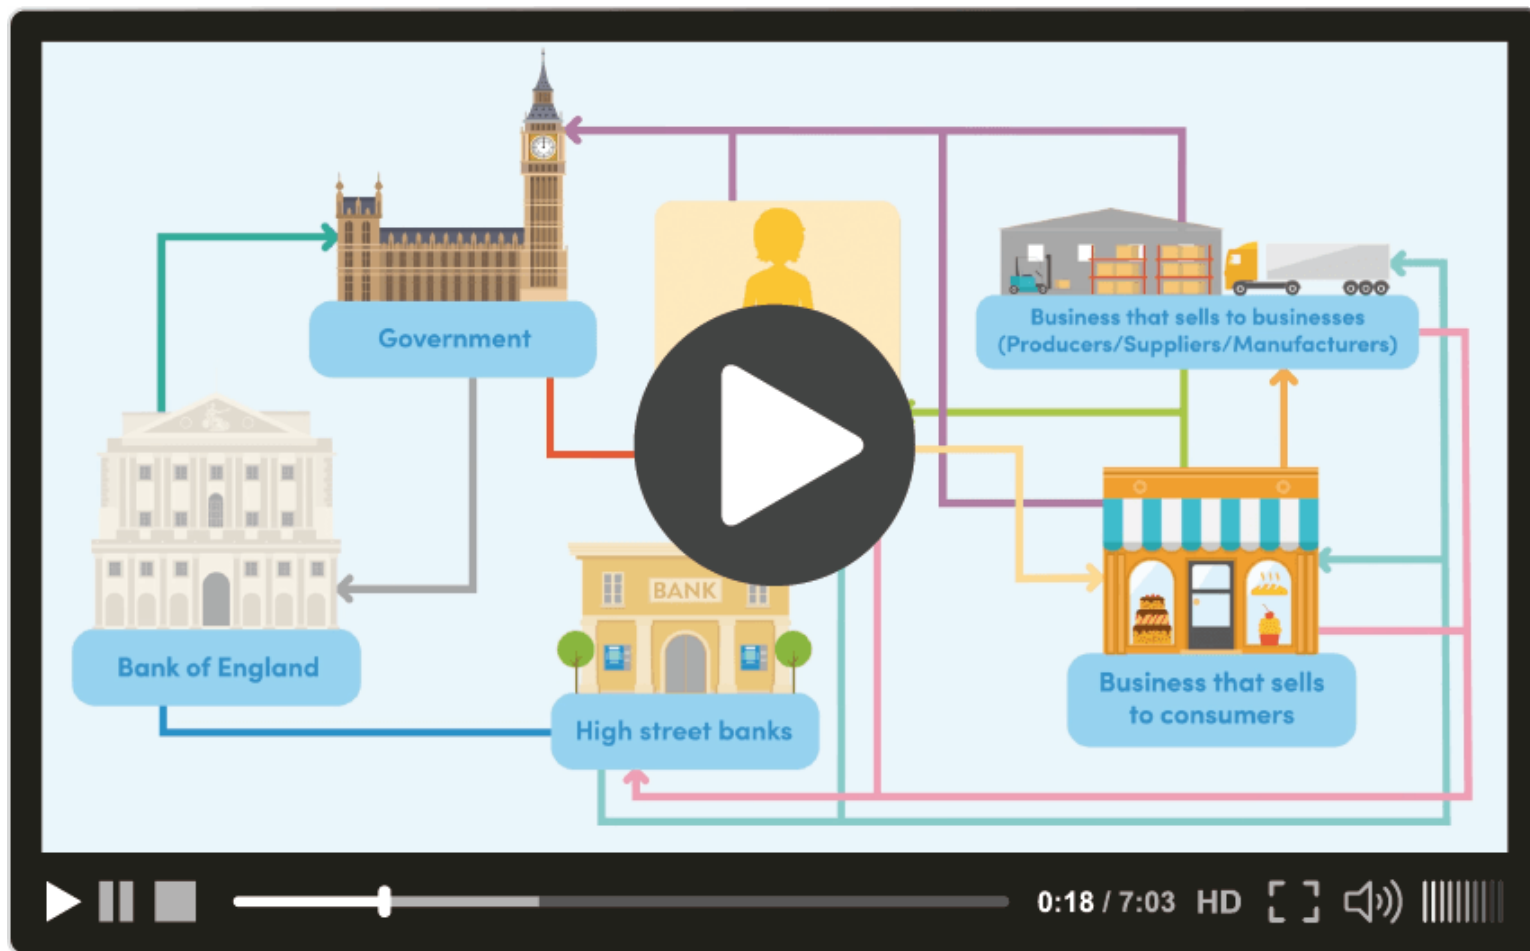 Government
Business that sells to businesses
(Producers/Suppliers/Manufacturers)
BANK
Bank of England
High street banks
Business that sells
to consumers
0:18 / 7:03 HD